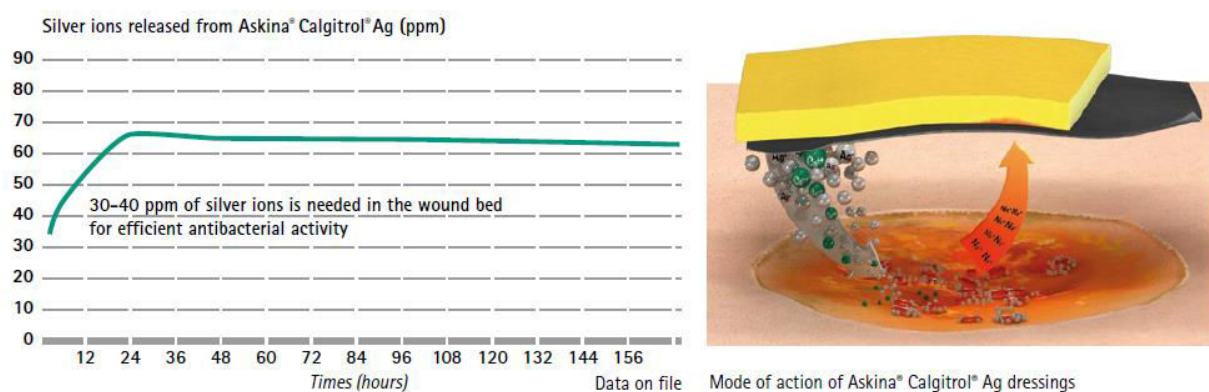 Silver ions released from Askina® Calgitrol® Ag (ppm)
90
80
70
60
50
40
30
20
10
0
30–40 ppm of silver ions is needed in the wound bed
for efficient antibacterial activity
12 24 36 48 60 72 84 96 108 120 132 144 156
Times (hours)
Data on file
Mode of action of Askina® Calgitrol® Ag dressings